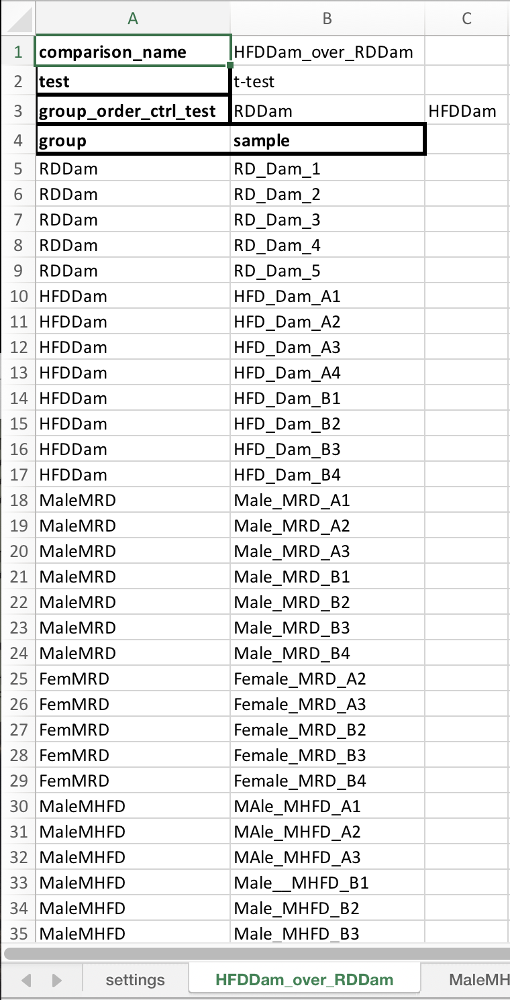 A B C
1 comparison_name HFDDam_over_RDDam
2 test t-test
3 group_order_ctrl_test RDDam HFDDam
4 group sample
5 RDDam RD_Dam_1
6 RDDam RD_Dam_2
7 RDDam RD_Dam_3
8 RDDam RD_Dam_4
9 RDDam RD_Dam_5
10 HFDDam HFD_Dam_A1
11 HFDDam HFD_Dam_A2
12 HFDDam HFD_Dam_A3
13 HFDDam HFD_Dam_A4
14 HFDDam HFD_Dam_B1
15 HFDDam HFD_Dam_B2
16 HFDDam HFD_Dam_B3
17 HFDDam HFD_Dam_B4
18 MaleMRD Male_MRD_A1
19 MaleMRD Male_MRD_A2
20 MaleMRD Male_MRD_A3
21 MaleMRD Male_MRD_B1
22 MaleMRD Male_MRD_B2
23 MaleMRD Male_MRD_B3
24 MaleMRD Male_MRD_B4
25 FemMRD Female_MRD_A2
26 FemMRD Female_MRD_A3
27 FemMRD Female_MRD_B2
28 FemMRD Female_MRD_B3
29 FemMRD Female_MRD_B4
30 MaleMHFD MAle_MHFD_A1
31 MaleMHFD MAle_MHFD_A2
32 MaleMHFD MAle_MHFD_A3
33 MaleMHFD Male__MHFD_B1
34 MaleMHFD Male_MHFD_B2
35 MaleMHFD Male_MHFD_B3
settings HFDDam_over_RDDam MaleMH